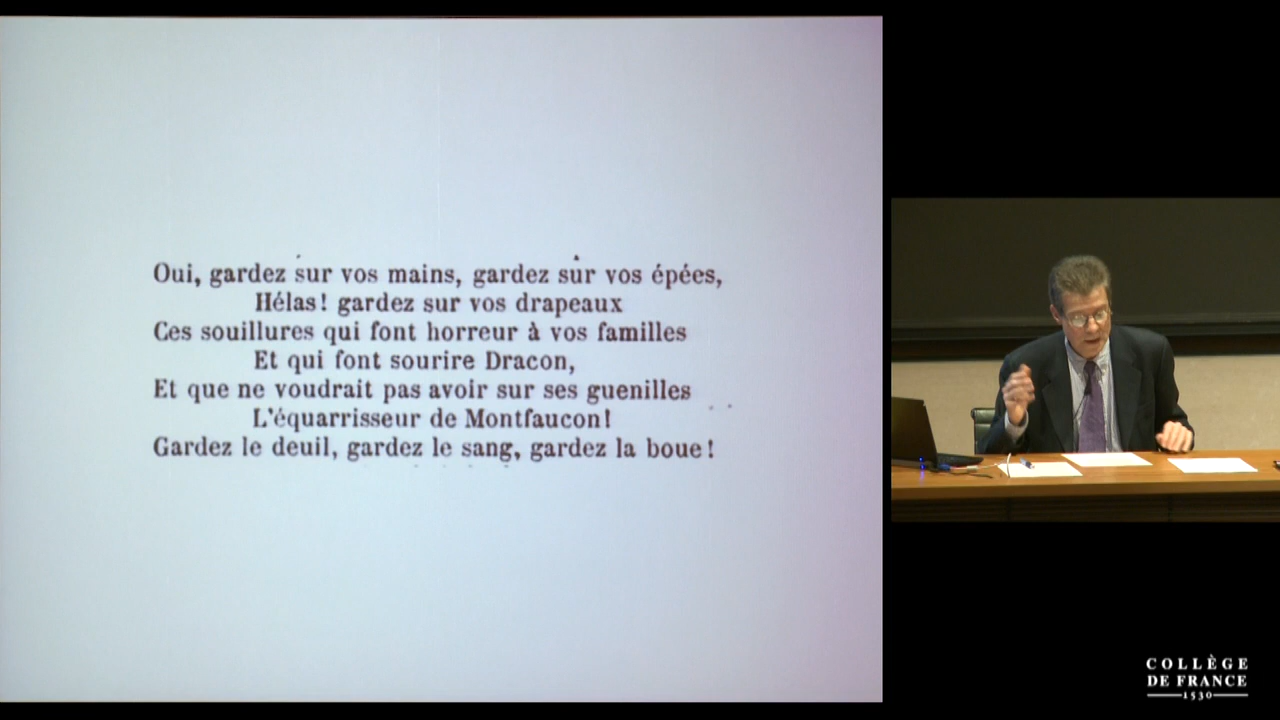 Oui, gardez sur vos mains, gardez sur vos épées,
Hélas! gardez sur vos drapeaux
Ces souillures qui font horreur à vos familles
Et qui font sourire Dracon,
Et que ne voudrait pas avoir sur ses guenilles
L'équarrisseur de Montfaucon!
Gardez le deuil, gardez le sang, gardez la boue!
COLLÈGE
DE FRANCE
1530